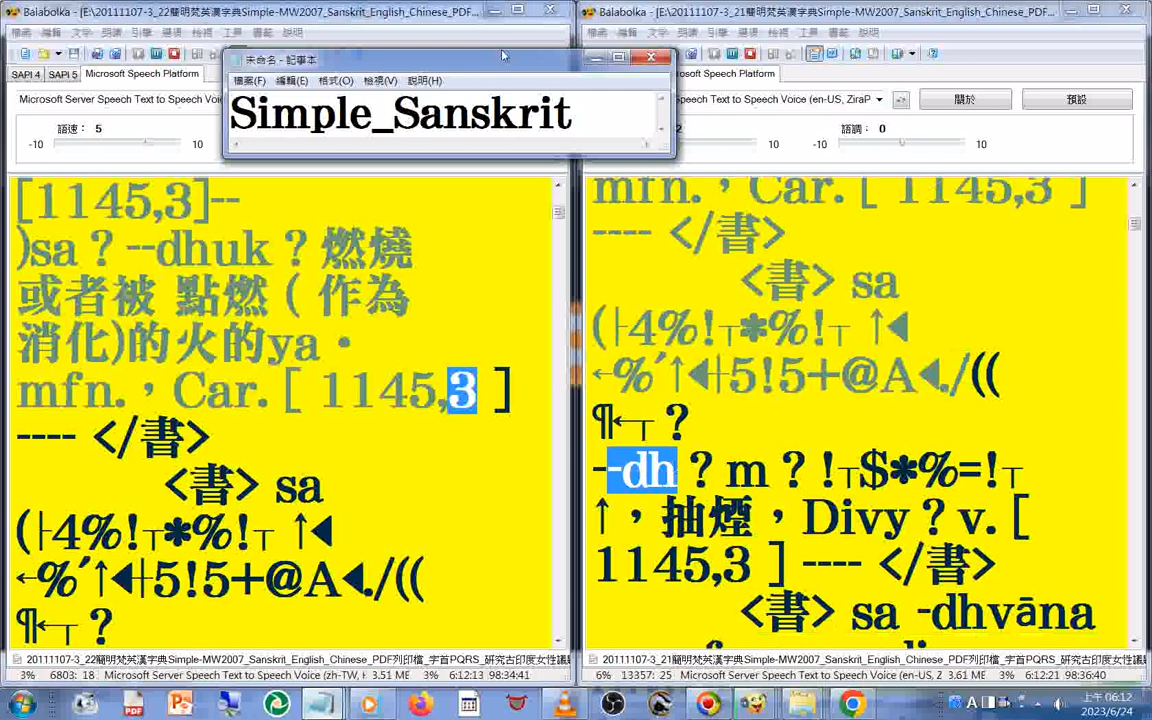 Balabolka - [E:\20111107-3_22簡明梵英漢字典Simple-MW2007_Sanskrit_English_Chinese_PDF...
Balabolka - [E:\20111107-3_21簡明梵英漢字典Simple-MW2007_Sanskrit_English_Chinese_PDF...
未命名 - 記事本
檔案(F) 編輯(E) 格式(O) 檢視(V) 說明(H)
Simple_Sanskrit
SAPI 4 SAPI 5 Microsoft Speech Platform
Microsoft Server Speech Text to Speech Voi
語速： 5
-10 10
Speech Platform
Speech Text to Speech Voice (en-US, ZiraP
關於 預設
語調： 0
10 -10 10
[1145,3]--
)sa？--dhuk？燃燒
或者被 點燃 ( 作為
消化)的火的ya‧
mfn.，Car. [ 1145,3 ]
---- </書>
<書> sa
(├4%!┬*%!┬ ↑◀
←%´↑◀┼5!5+@A◀./((
¶←┬？
mfn.，Car. [ 1145,3 ]
---- </書>
<書> sa
(├4%!┬*%!┬ ↑◀
←%´↑◀┼5!5+@A◀./((
¶←┬？
--dh？m？!┬$*%=!┬
↑，抽煙，Divy？v. [
1145,3 ] ---- </書>
<書> sa -dhvāna
20111107-3_22簡明梵英漢字典Simple-MW2007_Sanskrit_English_Chinese_PDF列印檔_字首PQRS_研究古印度女性議
3% 6803: 18 Microsoft Server Speech Text to Speech Voice (zh-TW, H 3.51 MB 3% 6:12:13 98:34:41
20111107-3_21簡明梵英漢字典Simple-MW2007_Sanskrit_English_Chinese_PDF列印檔_字首PQRS_研究古印度女性議題
6% 13357: 25 Microsoft Server Speech Text to Speech Voice (en-US, Z 3.61 MB 3% 6:12:21 98:36:40
上午 06:12
2023/6/24